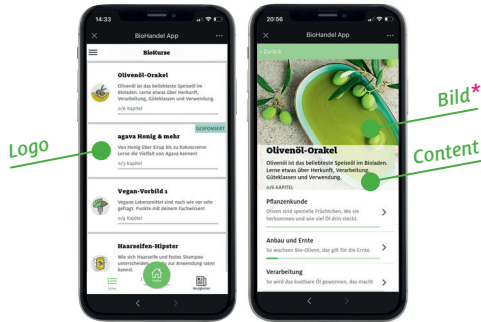 14:33
BioHandel App
BioKurse
Olivenöl-Orakel
Olivenöl ist das beliebteste Speiseöl im
Bioladen. Lerne etwas über Herkunft,
Verarbeitung, Güteklassen und Verwendung.
0/6 Kapitel
GESPONSERT
agava Honig & mehr
Von Honig über Sirup bis zu Kokoscreme:
Lerne die Vielfalt von Agava kennen!
0/3 Kapitel
Vegan-Vorbild 1
Vegane Lebensmittel sind nach wie vor sehr
gefragt. Punkte mit deinem Fachwissen!
0/4 Kapitel
Haarseifen-Hipster
Wie sich Haarseife und festes Shampoo
unterscheiden, zur Anwendung raten
kannst.
Neuigkeiten
Logo
20:56
BioHandel App
< Zurück
Olivenöl-Orakel
Olivenöl ist das beliebteste Speiseöl im Bioladen.
Lerne etwas über Herkunft, Verarbeitung,
Güteklassen und Verwendung.
0/6 KAPITEL
Pflanzenkunde
Oliven sind spezielle Früchtchen. Wo sie
herkommen und wie viel Öl drin steckt.
Anbau und Ernte
So wachsen Bio-Oliven, das gilt für die Ernte.
Verarbeitung
So wird das kostbare Öl gewonnen, das macht
Bild*
Content